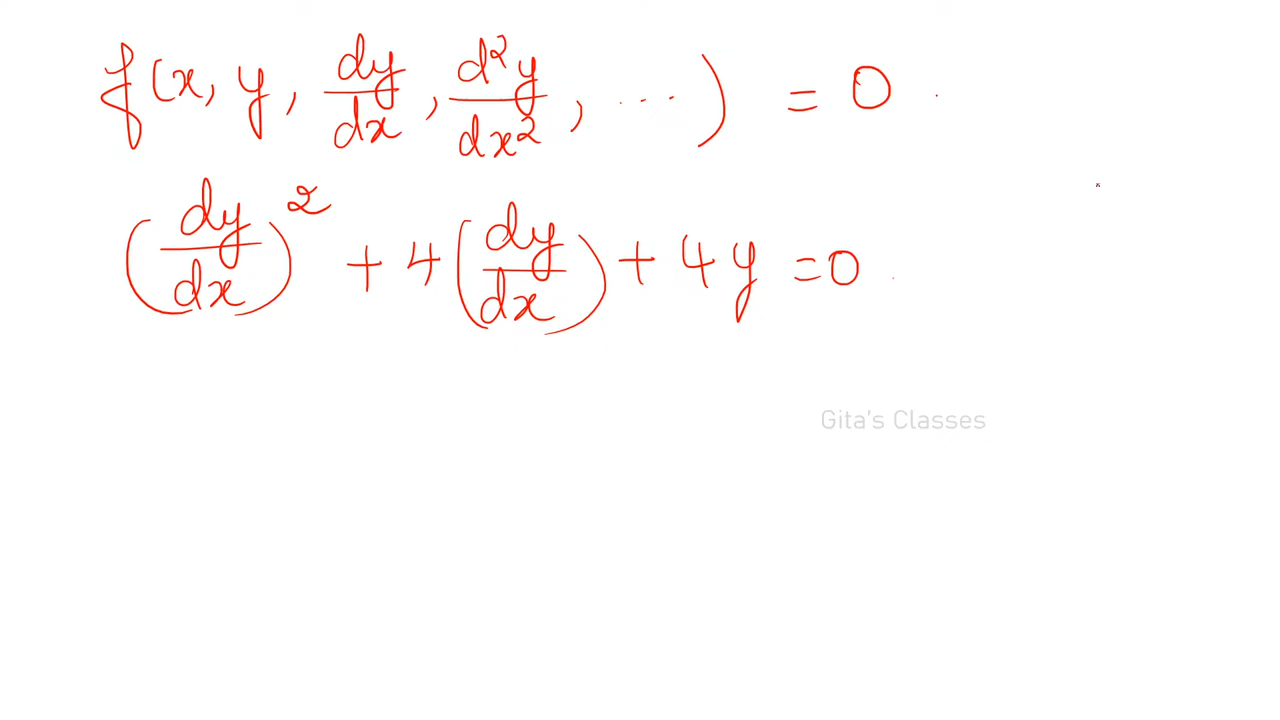 f(x, y, dy/dx, d²y/dx², ...) = 0.
(dy/dx)² + 4(dy/dx) + 4y = 0.
Gita's Classes